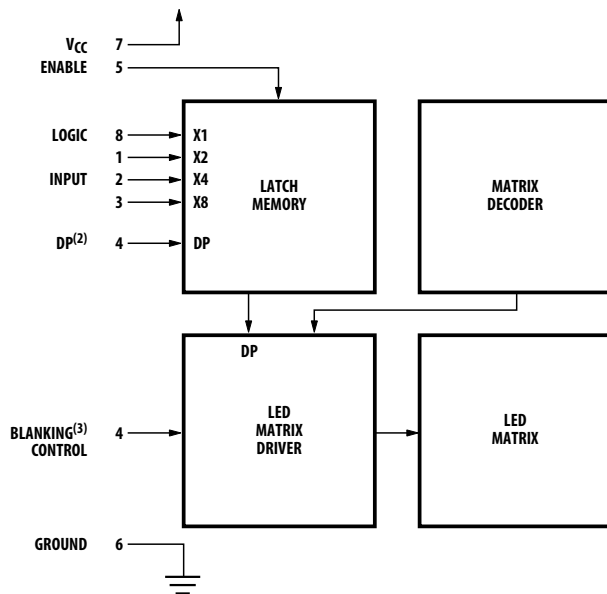 VCC 7
ENABLE 5
LOGIC 8 X1
1 X2
INPUT 2 X4
3 X8
DP(2) 4 DP
LATCH
MEMORY
MATRIX
DECODER
DP
BLANKING(3) 4
CONTROL
LED
MATRIX
DRIVER
LED
MATRIX
GROUND 6